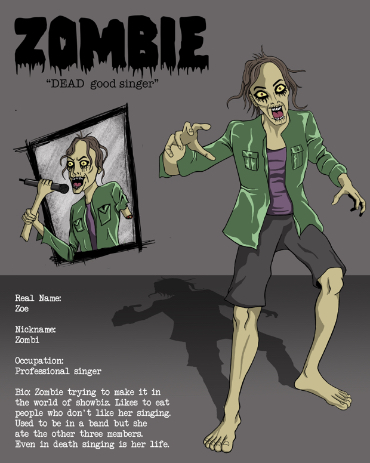 ZOMBIE
“DEAD good singer”
Real Name:
Zoe
Nickname:
Zombi
Occupation:
Professional singer
Bio: Zombie trying to make it in
the world of showbiz. Likes to eat
people who don't like her singing.
Used to be in a band but she
ate the other three members.
Even in death singing is her life.